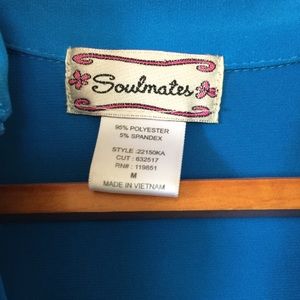 Soulmates
95% POLYESTER
5% SPANDEX
STYLE :22150KA
CUT : 632517
RN# : 119851
M
MADE IN VIETNAM